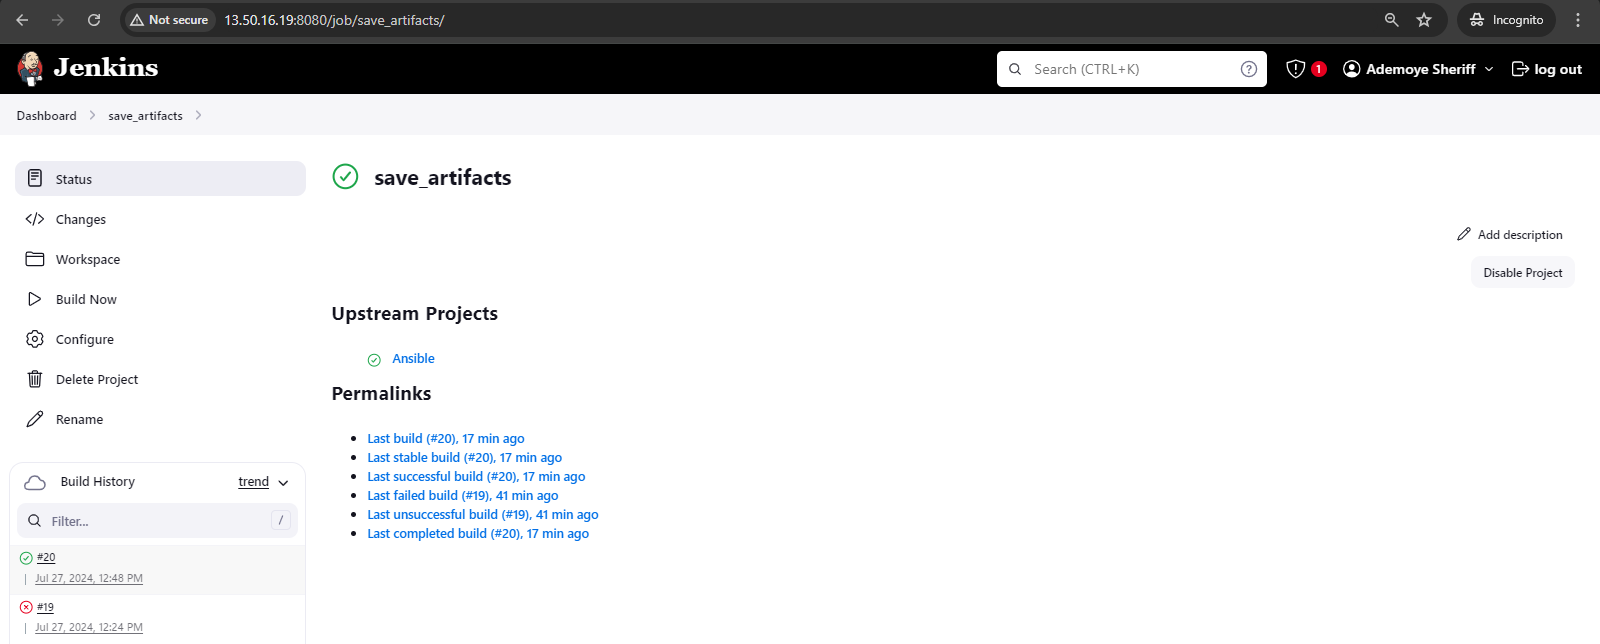 Not secure 13.50.16.19:8080/job/save_artifacts/ Incognito
Jenkins Search (CTRL+K) ? 1 Ademoye Sheriff log out
Dashboard save_artifacts
Status
Changes
Workspace
Build Now
Configure
Delete Project
Rename
Build History trend
Filter... /
#20
Jul 27, 2024, 12:48 PM
#19
Jul 27, 2024, 12:24 PM
save_artifacts
Add description
Disable Project
Upstream Projects
Ansible
Permalinks
Last build (#20), 17 min ago
Last stable build (#20), 17 min ago
Last successful build (#20), 17 min ago
Last failed build (#19), 41 min ago
Last unsuccessful build (#19), 41 min ago
Last completed build (#20), 17 min ago